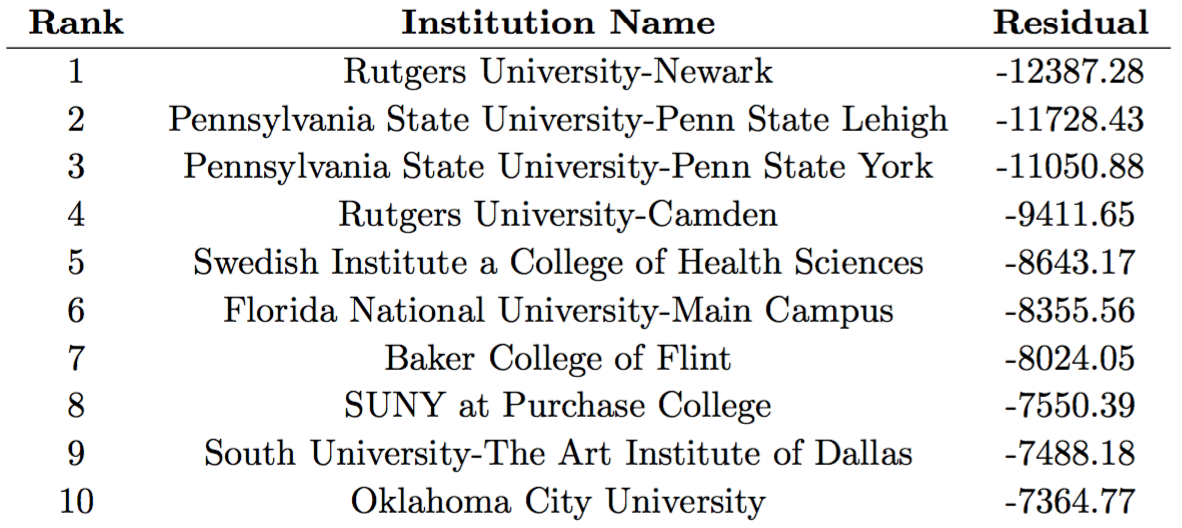 Rank Institution Name Residual
1 Rutgers University-Newark -12387.28
2 Pennsylvania State University-Penn State Lehigh -11728.43
3 Pennsylvania State University-Penn State York -11050.88
4 Rutgers University-Camden -9411.65
5 Swedish Institute a College of Health Sciences -8643.17
6 Florida National University-Main Campus -8355.56
7 Baker College of Flint -8024.05
8 SUNY at Purchase College -7550.39
9 South University-The Art Institute of Dallas -7488.18
10 Oklahoma City University -7364.77